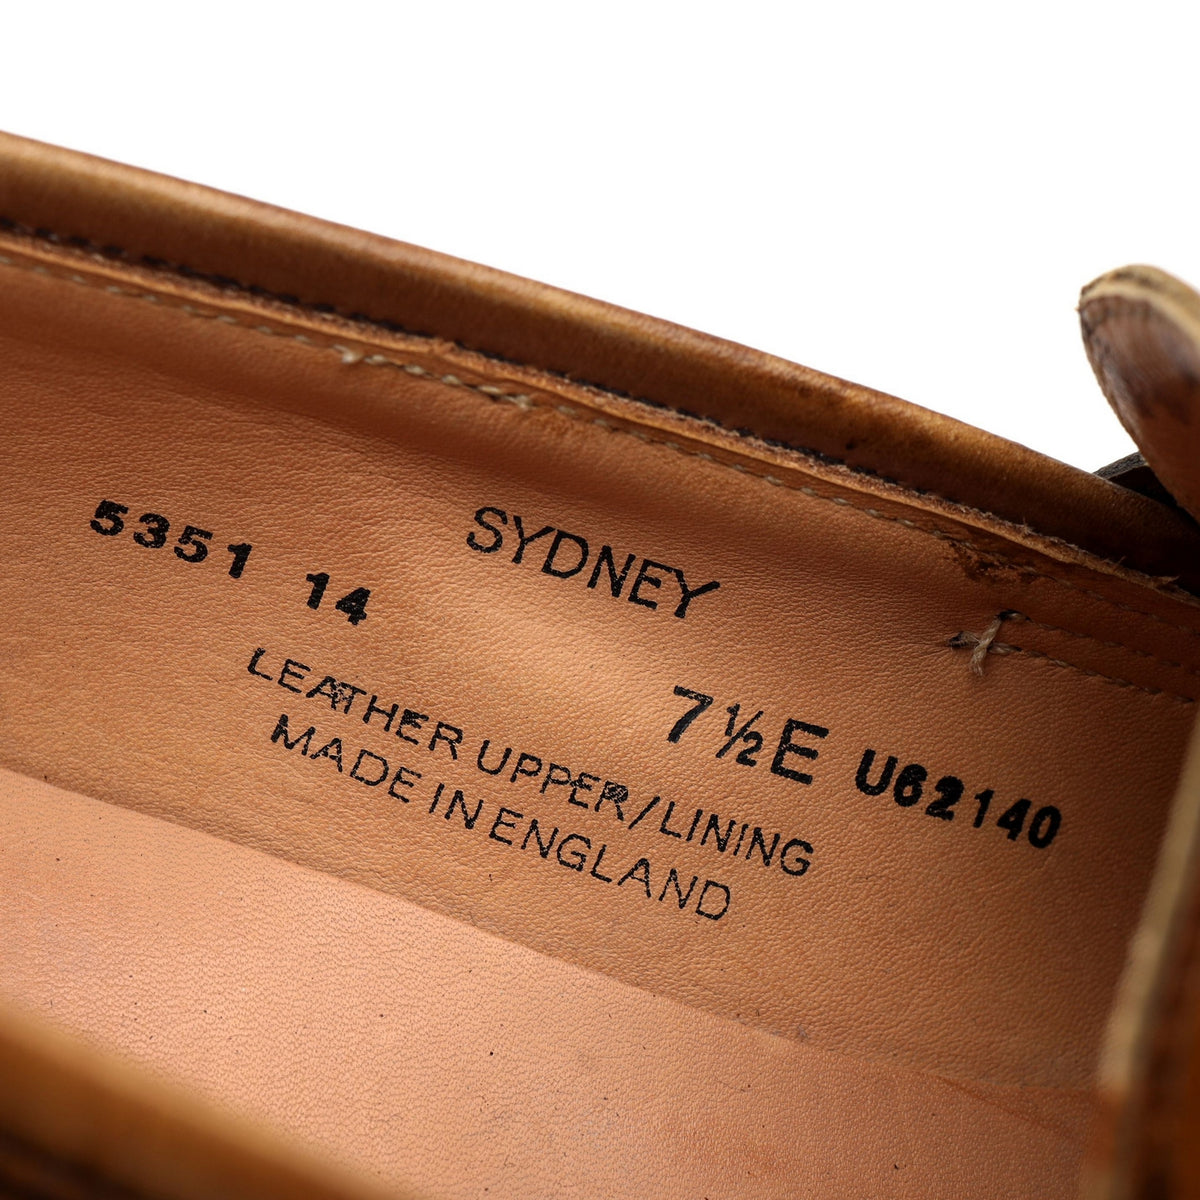 SYDNEY
5351 14
7½E U62140
LEATHER UPPER/LINING
MADE IN ENGLAND